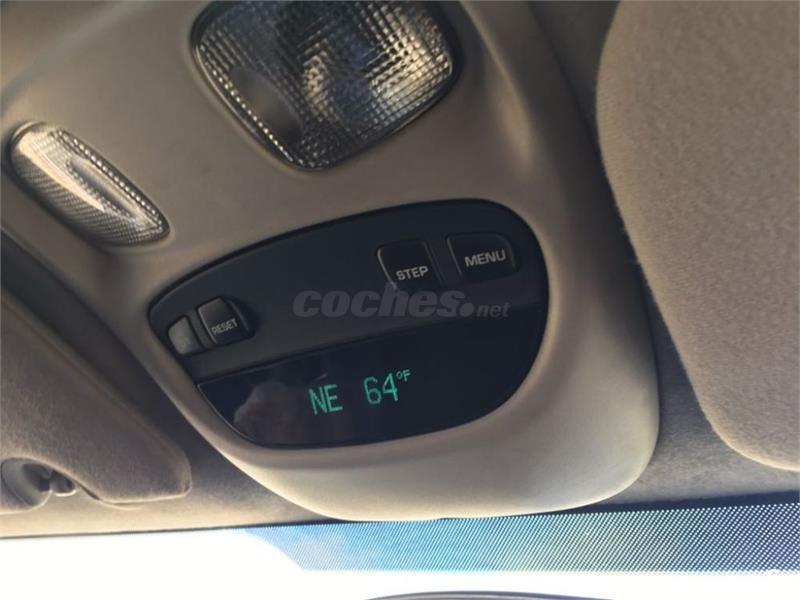 STEP MENU
RESET
coches.net
NE 64°F